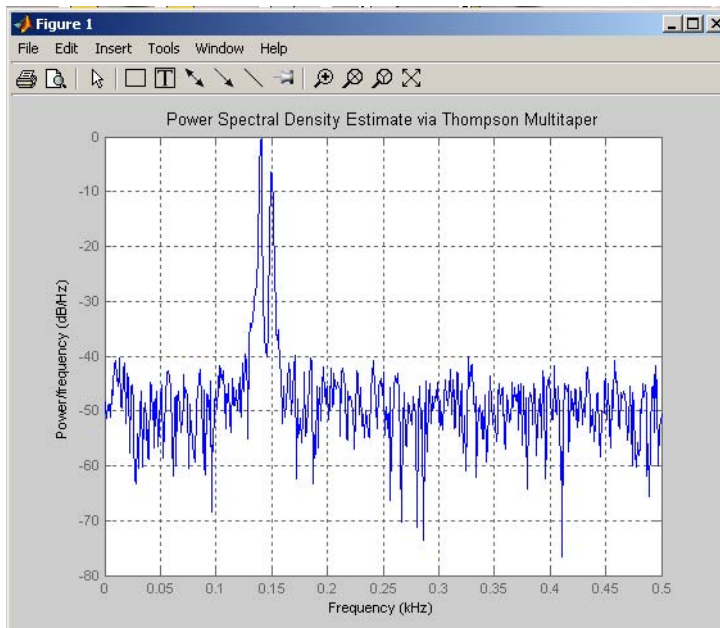 Figure 1
File Edit Insert Tools Window Help
T
Power Spectral Density Estimate via Thompson Multitaper
0
-10
-20
-30
-40
-50
-60
-70
-80
Power/frequency (dB/Hz)
0 0.05 0.1 0.15 0.2 0.25 0.3 0.35 0.4 0.45 0.5
Frequency (kHz)